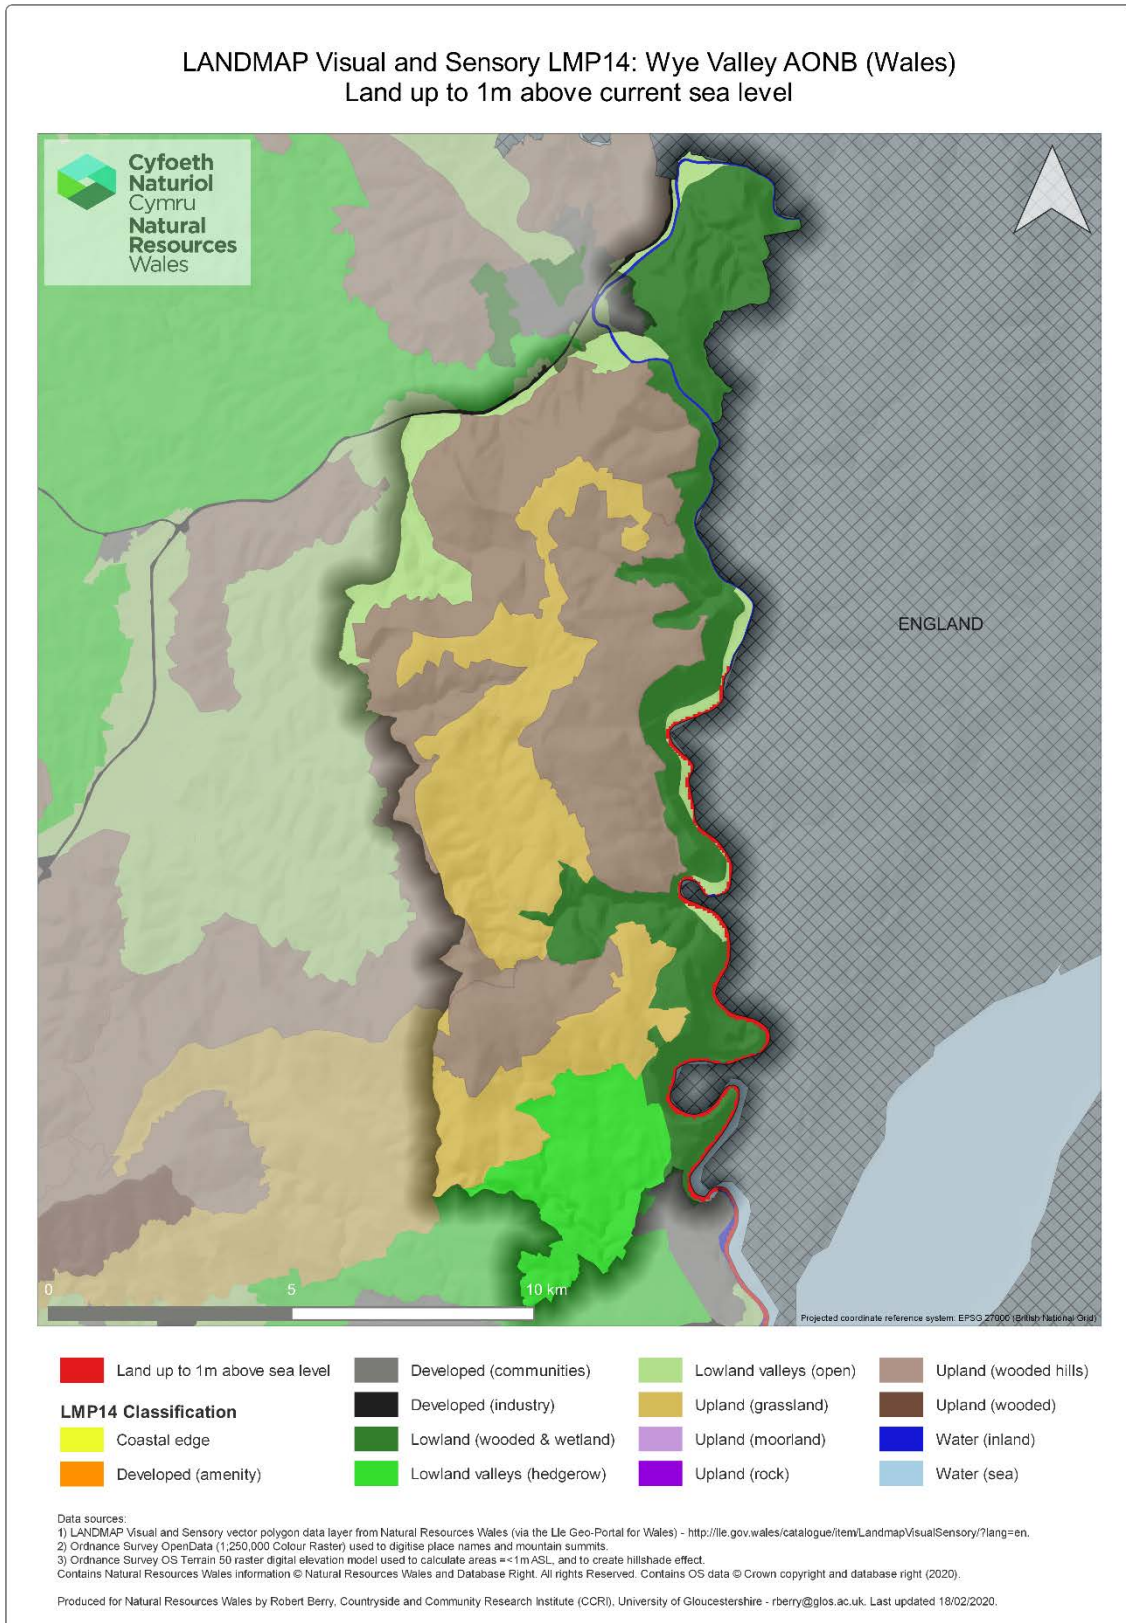 LANDMAP Visual and Sensory LMP14: Wye Valley AONB (Wales)
Land up to 1m above current sea level
Cyfoeth
Naturiol
Cymru
Natural
Resources
Wales
ENGLAND
0 5 10 km
Projected coordinate reference system: EPSG 27000 (British National Grid)
Land up to 1m above sea level
LMP14 Classification
Coastal edge
Developed (amenity)
Developed (communities)
Developed (industry)
Lowland (wooded & wetland)
Lowland valleys (hedgerow)
Lowland valleys (open)
Upland (grassland)
Upland (moorland)
Upland (rock)
Upland (wooded hills)
Upland (wooded)
Water (inland)
Water (sea)
Data sources:
1) LANDMAP Visual and Sensory vector polygon data layer from Natural Resources Wales (via the Lle Geo-Portal for Wales) - http://lle.gov.wales/catalogue/item/LandmapVisualSensory/?lang=en.
2) Ordnance Survey OpenData (1:250,000 Colour Raster) used to digitise place names and mountain summits.
3) Ordnance Survey OS Terrain 50 raster digital elevation model used to calculate areas =<1m ASL, and to create hillshade effect.
Contains Natural Resources Wales information © Natural Resources Wales and Database Right. All rights Reserved. Contains OS data © Crown copyright and database right (2020).
Produced for Natural Resources Wales by Robert Berry, Countryside and Community Research Institute (CCRI), University of Gloucestershire - rberry@glos.ac.uk. Last updated 18/02/2020.